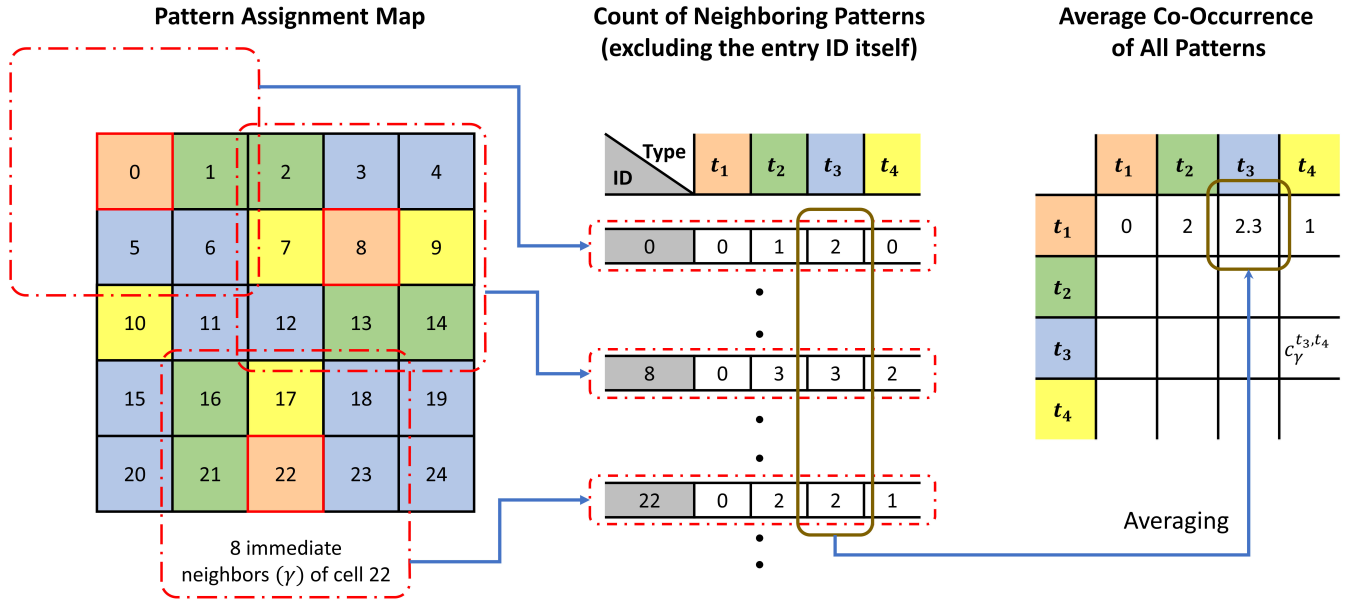 Pattern Assignment Map
0 1 2 3 4
5 6 7 8 9
10 11 12 13 14
15 16 17 18 19
20 21 22 23 24
8 immediate
neighbors (γ) of cell 22
Count of Neighboring Patterns
(excluding the entry ID itself)
Type
ID
t₁ t₂ t₃ t₄
0 0 1 2 0
8 0 3 3 2
22 0 2 2 1
Averaging
Average Co-Occurrence
of All Patterns
t₁ t₂ t₃ t₄
t₁ 0 2 2.3 1
t₂
t₃ c_γ^{t₃,t₄}
t₄